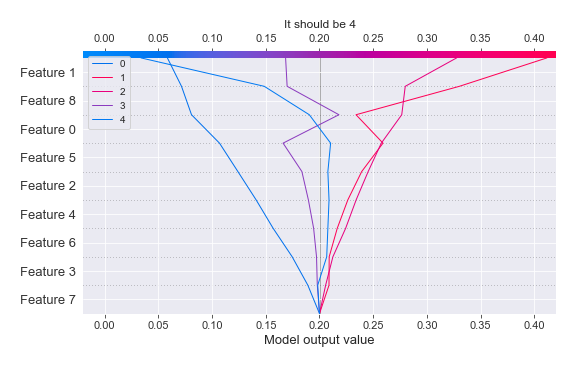 It should be 4
0.00 0.05 0.10 0.15 0.20 0.25 0.30 0.35 0.40
0
1
2
3
4
Feature 1
Feature 8
Feature 0
Feature 5
Feature 2
Feature 4
Feature 6
Feature 3
Feature 7
0.00 0.05 0.10 0.15 0.20 0.25 0.30 0.35 0.40
Model output value